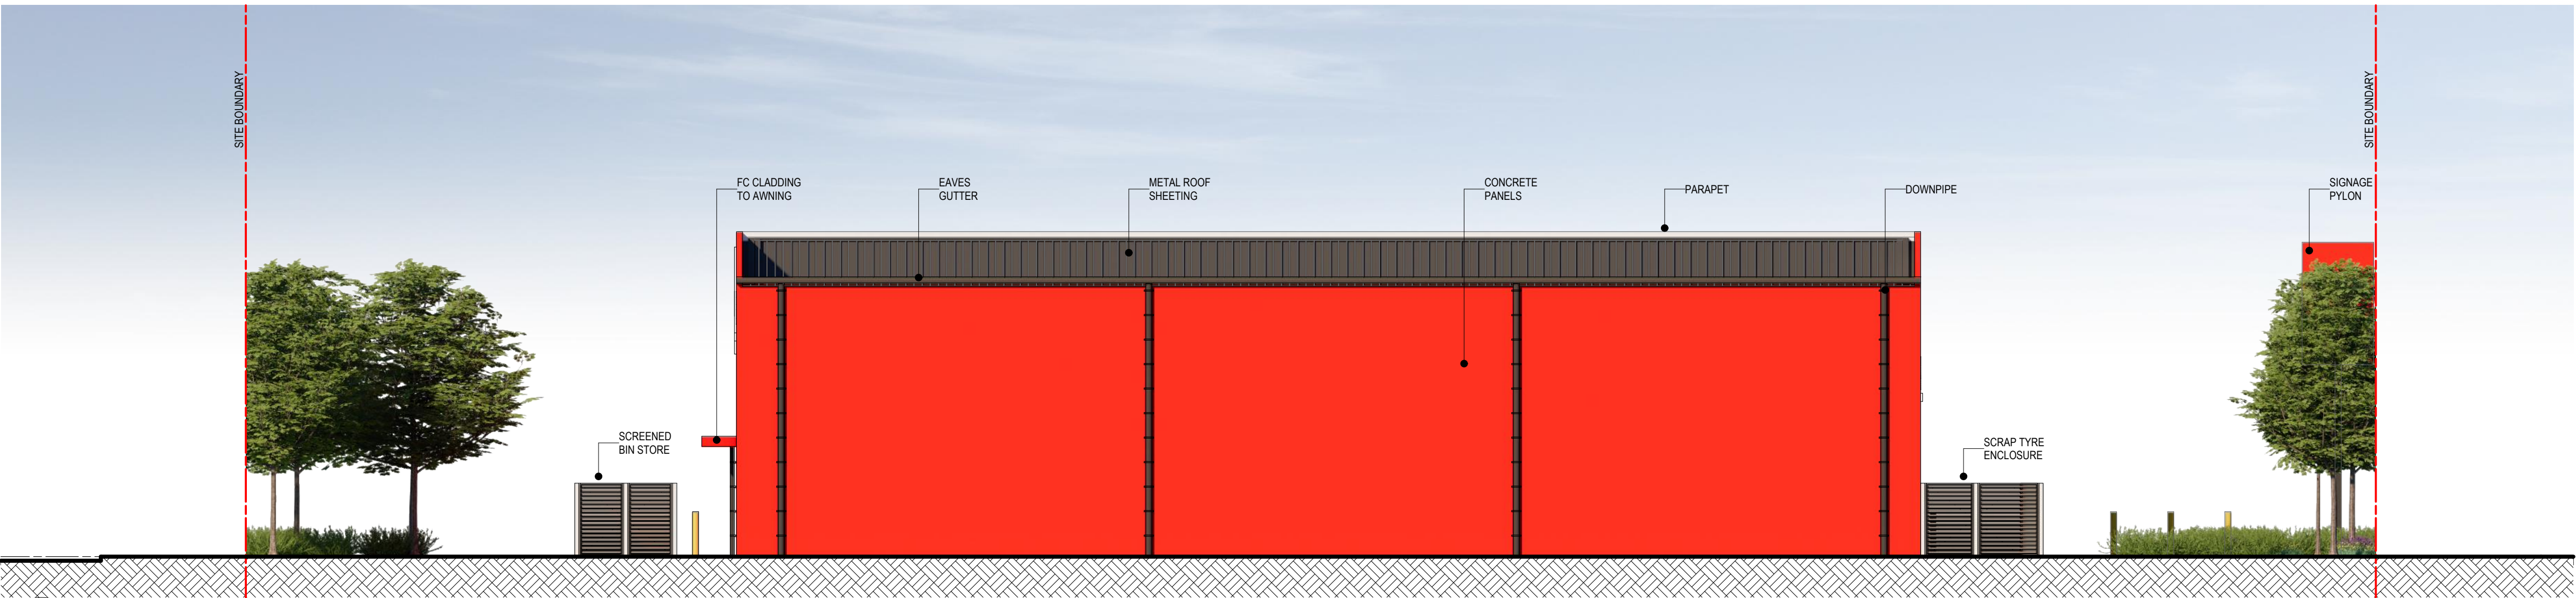 SITE BOUNDARY
SITE BOUNDARY
FC CLADDING
TO AWNING
EAVES
GUTTER
METAL ROOF
SHEETING
CONCRETE
PANELS
PARAPET
DOWNPIPE
SIGNAGE
PYLON
SCREENED
BIN STORE
SCRAP TYRE
ENCLOSURE